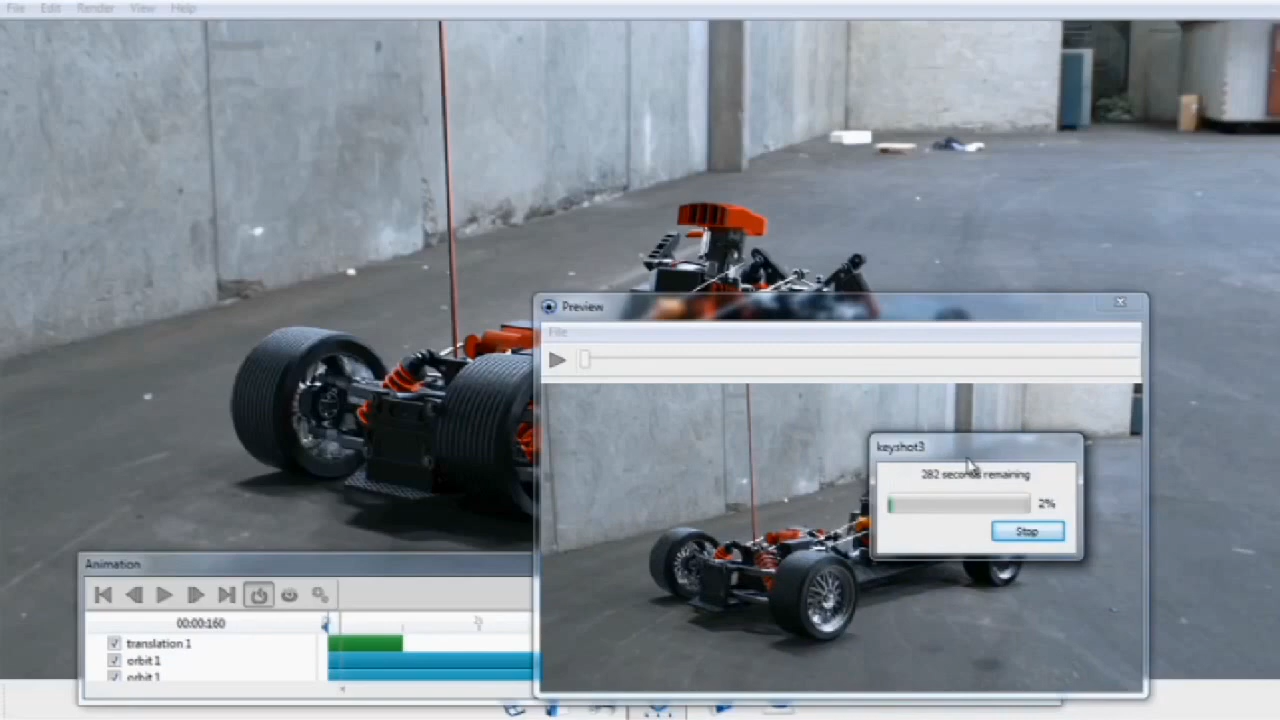 File Edit Render View Help
Preview
File
keyshot3
282 seconds remaining
2%
Stop
Animation
00:00:160
translation 1
orbit 1
orbit 1